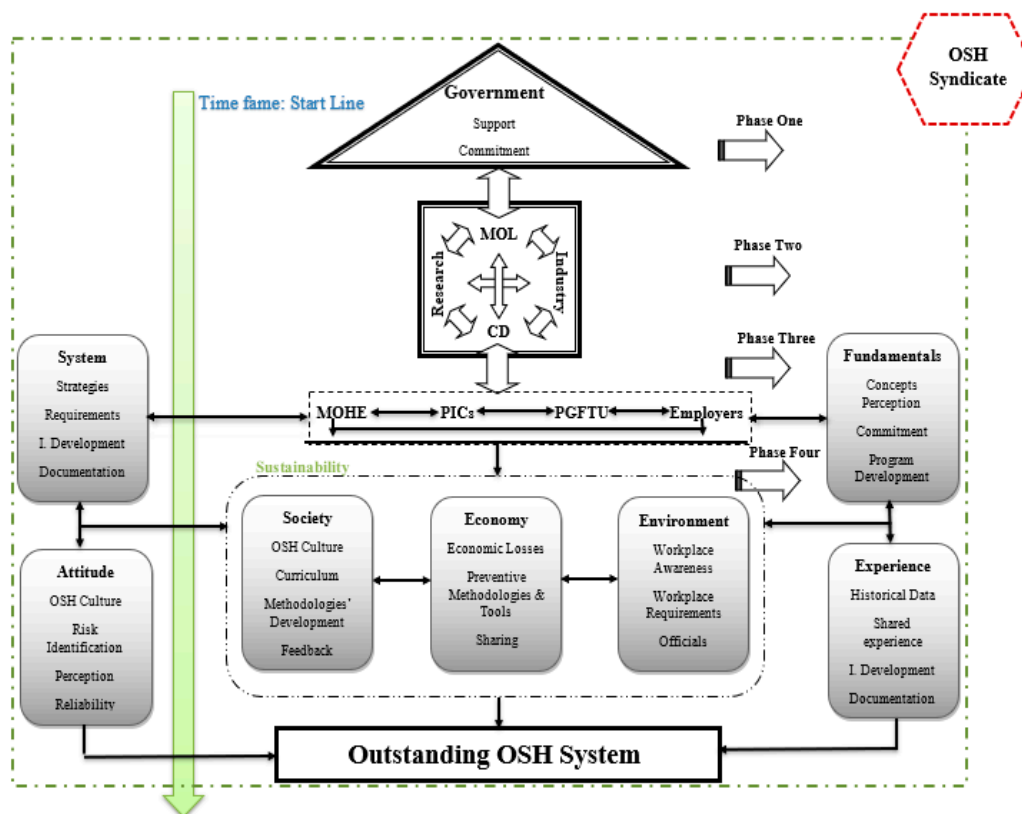 OSH
Syndicate
Time fame: Start Line
Government
Support
Commitment
Phase One
MOL
Research
Industry
CD
Phase Two
Phase Three
System
Strategies
Requirements
I. Development
Documentation
MOHE
PICs
PGFTU
Employers
Fundamentals
Concepts
Perception
Commitment
Program
Development
Phase Four
Sustainability
Society
OSH Culture
Curriculum
Methodologies'
Development
Feedback
Economy
Economic Losses
Preventive
Methodologies &
Tools
Sharing
Environment
Workplace
Awareness
Workplace
Requirements
Officials
Attitude
OSH Culture
Risk
Identification
Perception
Reliability
Experience
Historical Data
Shared
experience
I. Development
Documentation
Outstanding OSH System